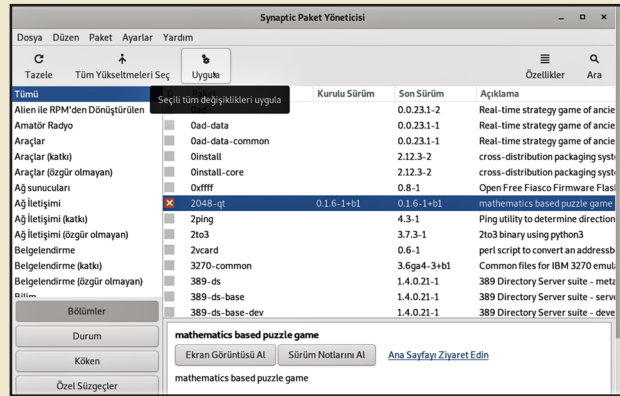 Synaptic Paket Yöneticisi
Dosya Düzen Paket Ayarlar Yardım
Tazele Tüm Yükseltmeleri Seç Uygula Özellikler Ara
Seçili tüm değişiklikleri uygula
Tümü Kurulu Sürüm Son Sürüm Açıklama
Alien ile RPM'den Dönüştürülen 0.0.23.1-2 Real-time strategy game of ancie
Amatör Radyo 0ad-data 0.0.23.1-1 Real-time strategy game of ancie
Araçlar 0ad-data-common 0.0.23.1-1 Real-time strategy game of ancie
Araçlar (katkı) 0install 2.12.3-2 cross-distribution packaging syst
Araçlar (özgür olmayan) 0install-core 2.12.3-2 cross-distribution packaging syst
Ağ sunucuları 0xffff 0.8-1 Open Free Fiasco Firmware Flas
Ağ İletişimi 2048-qt 0.1.6-1+b1 0.1.6-1+b1 mathematics based puzzle game
Ağ İletişimi (katkı) 2ping 4.3-1 Ping utility to determine direction
Ağ İletişimi (özgür olmayan) 2to3 3.7.3-1 2to3 binary using python3
Belgelendirme 2vcard 0.6-1 perl script to convert an addressb
Belgelendirme (katkı) 3270-common 3.6ga4-3+b1 Common files for IBM 3270 emula
Belgelendirme (özgür olmayan) 389-ds 1.4.0.21-1 389 Directory Server suite - meta
Bilim 389-ds-base 1.4.0.21-1 389 Directory Server suite - serve
389-ds-base-dev 1.4.0.21-1 389 Directory Server suite - deve
Bölümler
Durum
Köken
Özel Süzgeçler
mathematics based puzzle game
Ekran Görüntüsü Al Sürüm Notlarını Al Ana Sayfayı Ziyaret Edin
mathematics based puzzle game